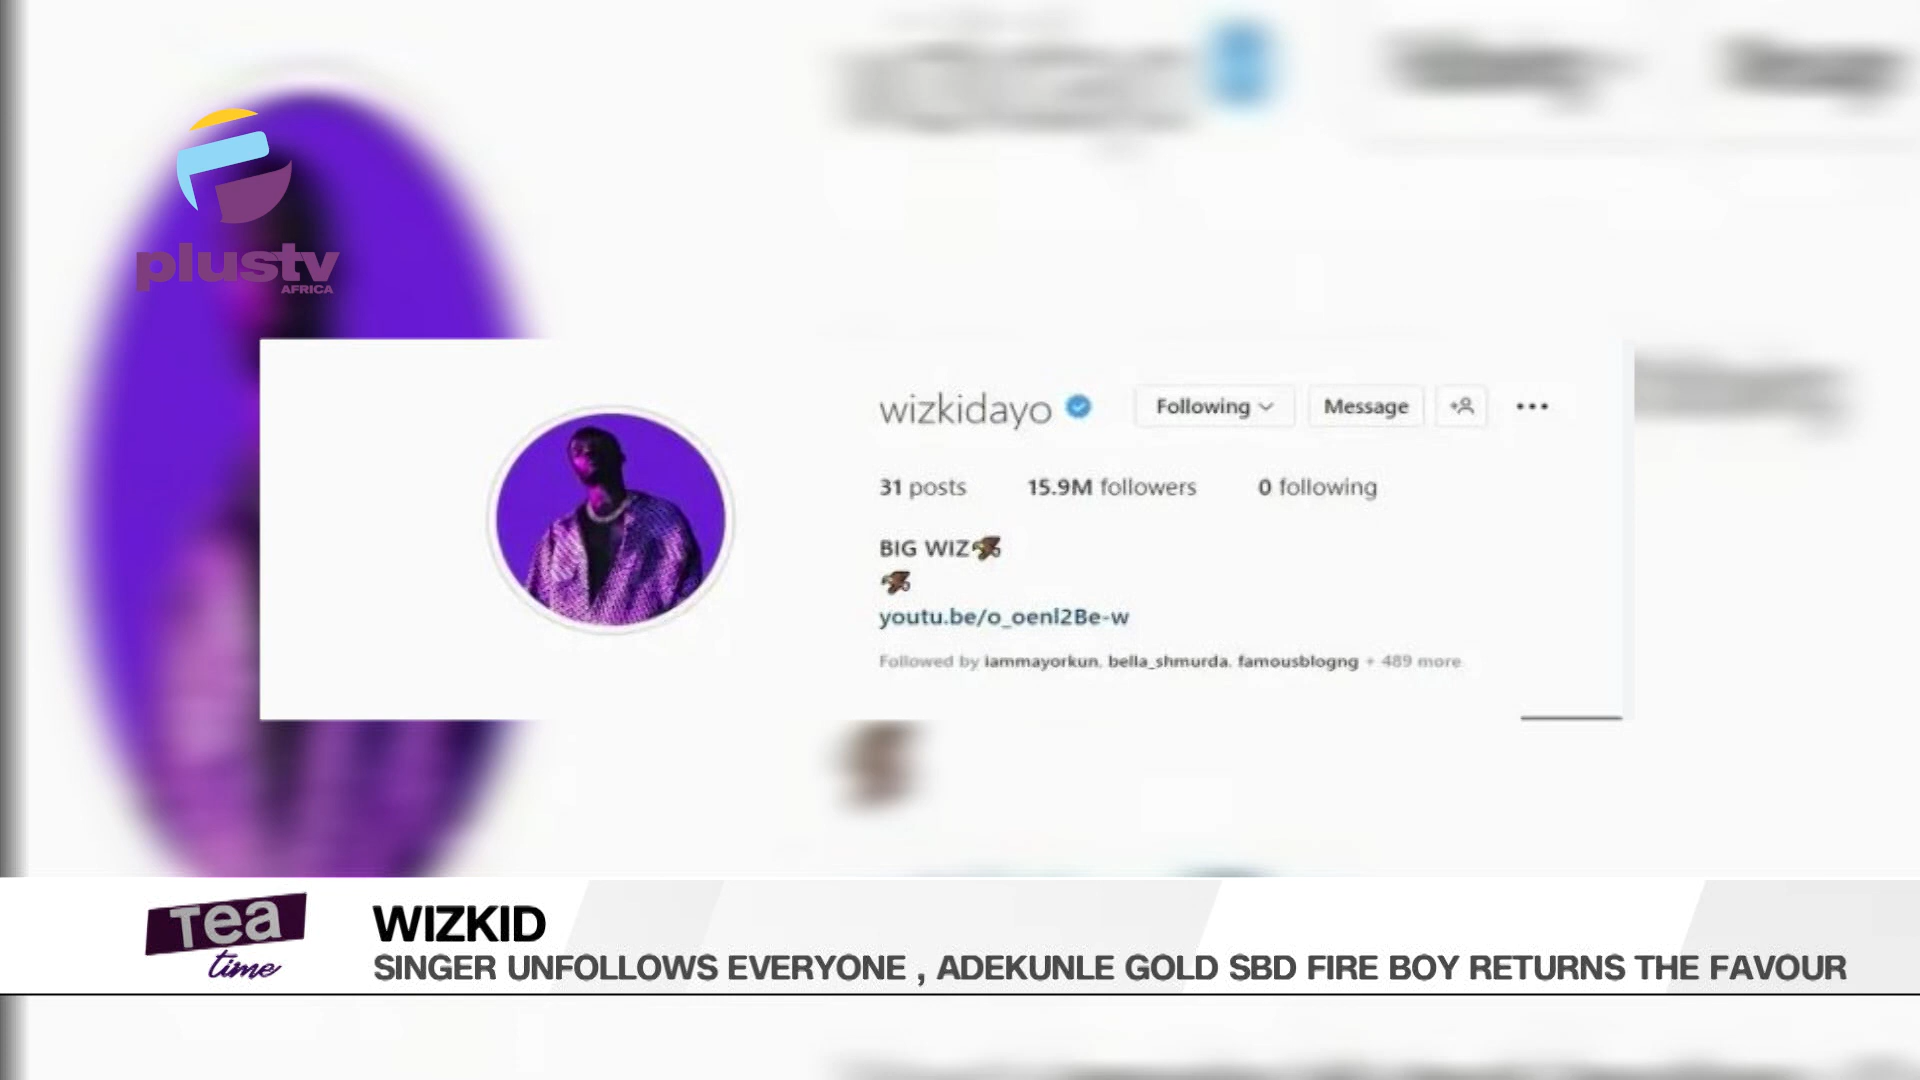 plustv
AFRICA
wizkidayo Following Message
31 posts 15.9M followers 0 following
BIG WIZ
youtu.be/o_oenl2Be-w
Followed by iammayorkun, bella_shmurda, famousblogng + 489 more
Tea
time
WIZKID
SINGER UNFOLLOWS EVERYONE , ADEKUNLE GOLD SBD FIRE BOY RETURNS THE FAVOUR